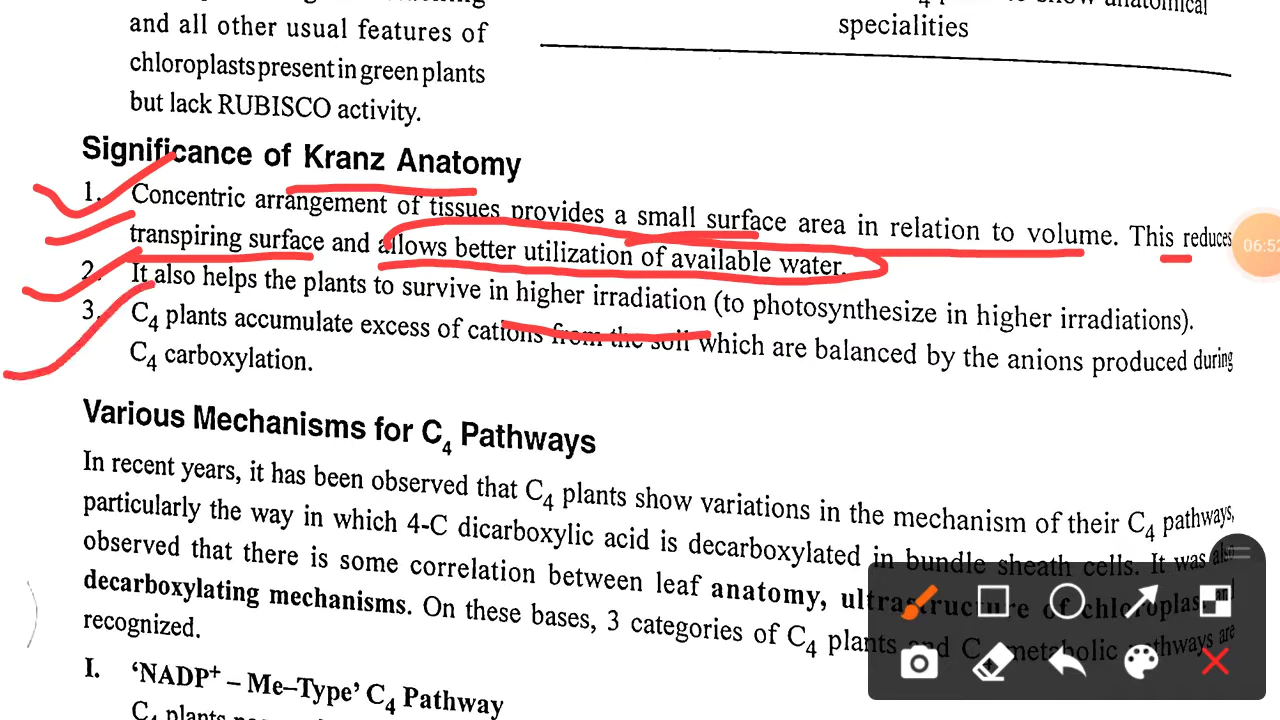 and all other usual features of
chloroplasts present in green plants
but lack RUBISCO activity.
anatomical
specialities
Significance of Kranz Anatomy
1. Concentric arrangement of tissues provides a small surface area in relation to volume. This reduces
transpiring surface and allows better utilization of available water.
2. It also helps the plants to survive in higher irradiation (to photosynthesize in higher irradiations).
3. C₄ plants accumulate excess of cations from the soil which are balanced by the anions produced during
C₄ carboxylation.
Various Mechanisms for C₄ Pathways
In recent years, it has been observed that C₄ plants show variations in the mechanism of their C₄ pathways,
particularly the way in which 4-C dicarboxylic acid is decarboxylated in bundle sheath cells. It was also
observed that there is some correlation between leaf anatomy, ultrastructure of chloroplast and
decarboxylating mechanisms. On these bases, 3 categories of C₄ plants and C₄ metabolic pathways are
recognized.
I. ‘NADP⁺ – Me–Type’ C₄ Pathway
C₄ plants
06:52